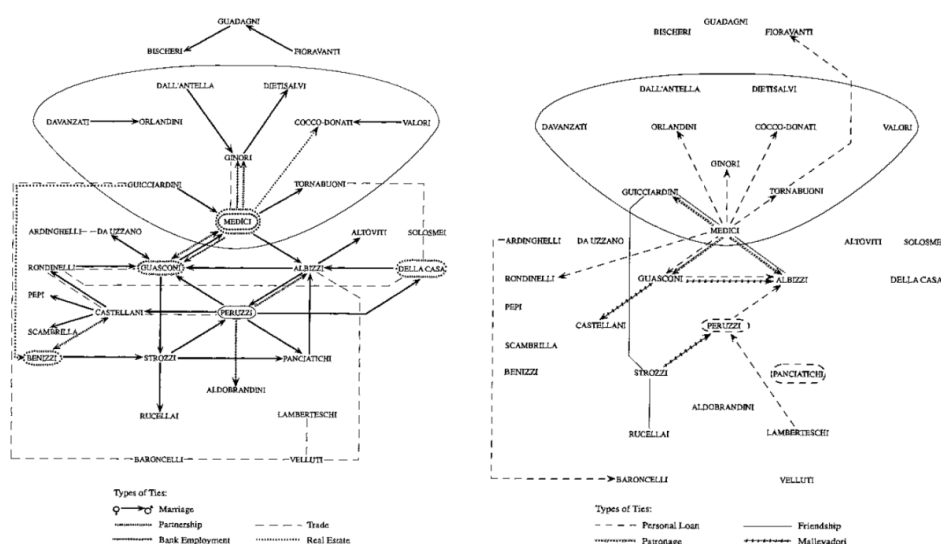 GUADAGNI
BISCHERI
FIORAVANTI
DALL'ANTELLA
DIETISALVI
DAVANZATI
ORLANDINI
COCCO-DONATI
VALORI
GINORI
GUICCIARDINI
TORNABUONI
MEDICI
ARDINGHELLI
DA UZZANO
ALTOVITI
SOLOSMEI
RONDINELLI
GUASCONI
ALBIZZI
DELLA CASA
PEPI
CASTELLANI
PERUZZI
SCAMBRILLA
BENIZZI
STROZZI
PANCIATICHI
ALDOBRANDINI
RUCELLAI
LAMBERTESCHI
BARONCELLI
VELLUTI
Types of Ties:
♀ ♂ Marriage
Partnership
Trade
Bank Employment
Real Estate
GUADAGNI
BISCHERI
FIORAVANTI
DALL'ANTELLA
DIETISALVI
DAVANZATI
ORLANDINI
COCCO-DONATI
VALORI
GINORI
GUICCIARDINI
TORNABUONI
MEDICI
ARDINGHELLI
DA UZZANO
ALTOVITI
SOLOSMEI
RONDINELLI
GUASCONI
ALBIZZI
DELLA CASA
PEPI
CASTELLANI
PERUZZI
SCAMBRILLA
BENIZZI
STROZZI
PANCIATICHI
ALDOBRANDINI
RUCELLAI
LAMBERTESCHI
BARONCELLI
VELLUTI
Types of Ties:
Personal Loan
Friendship
Patronage
Mallevadori